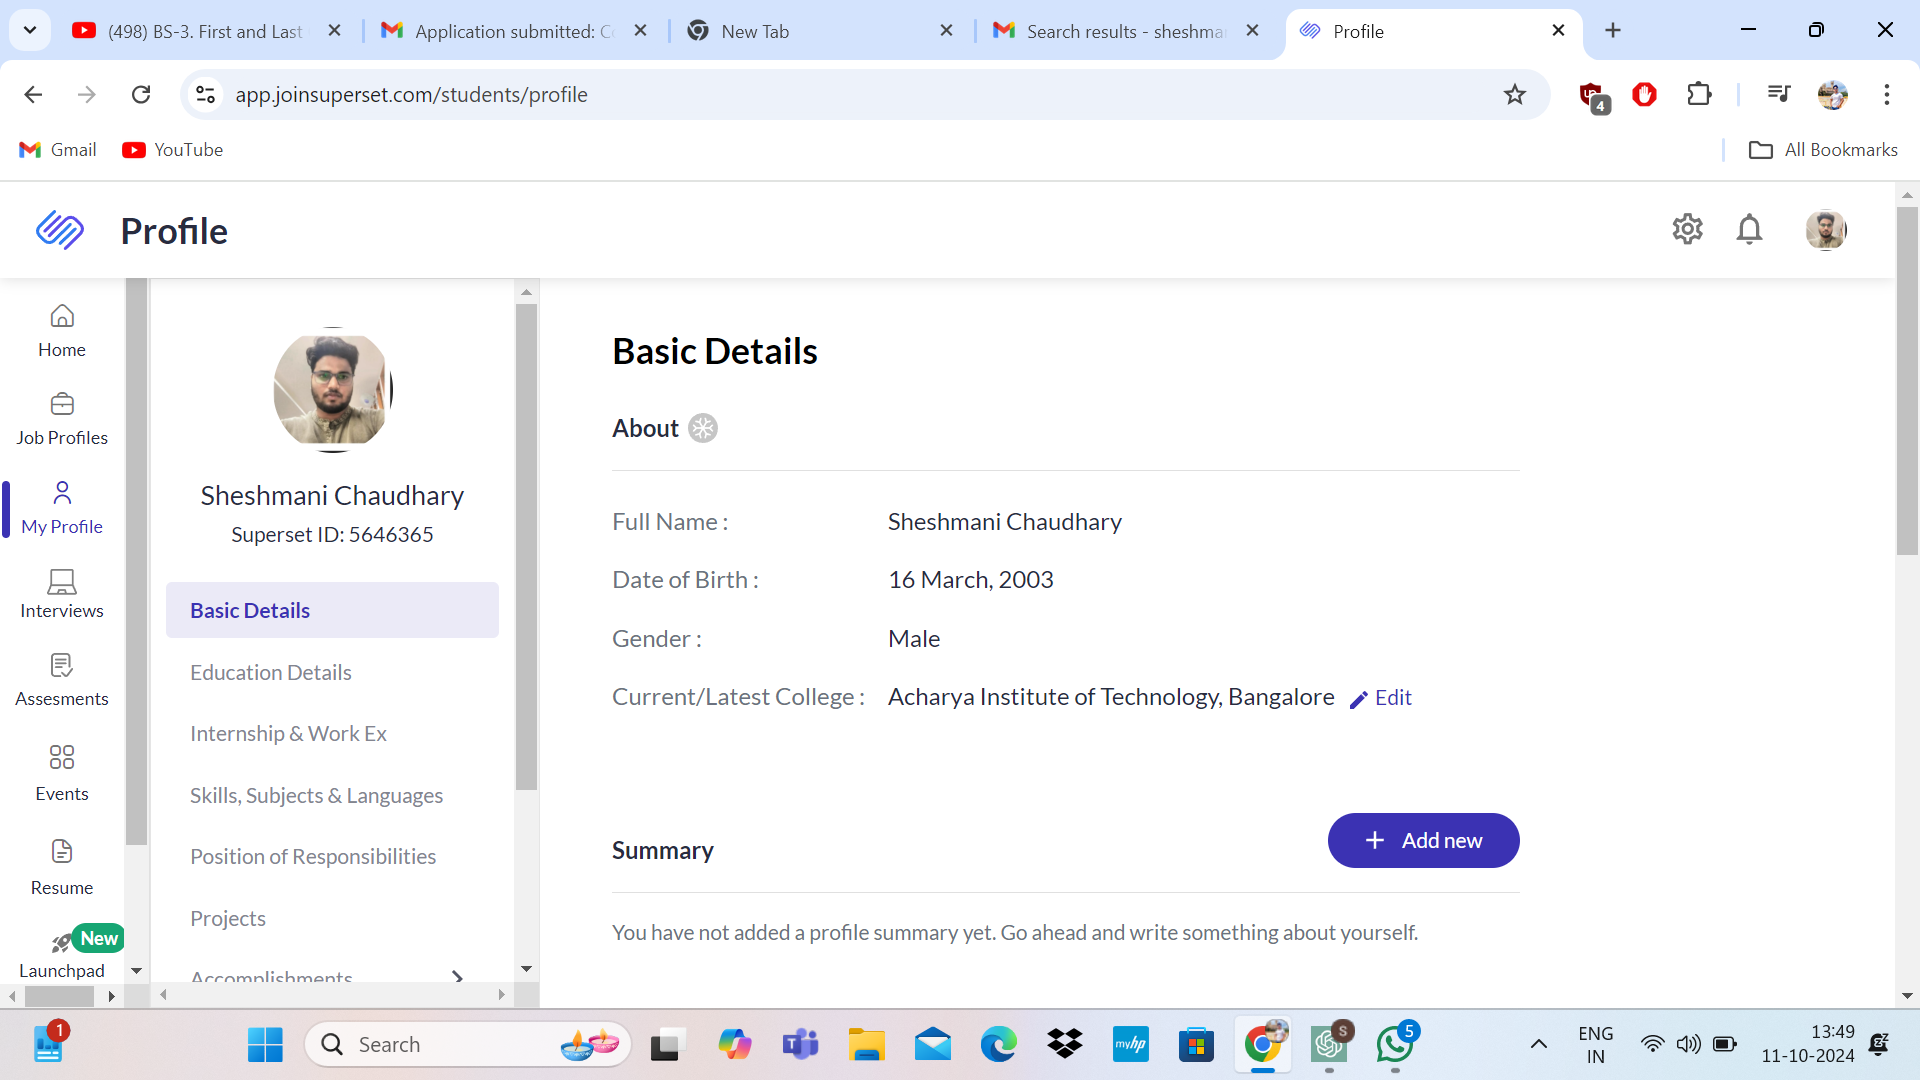 (498) BS-3. First and Last
Application submitted: Co
New Tab
Search results - sheshma
Profile
app.joinsuperset.com/students/profile
4
Gmail
YouTube
All Bookmarks
Profile
Home
Job Profiles
My Profile
Interviews
Assesments
Events
Resume
New
Launchpad
Sheshmani Chaudhary
Superset ID: 5646365
Basic Details
Education Details
Internship & Work Ex
Skills, Subjects & Languages
Position of Responsibilities
Projects
Accomplishments
Basic Details
About
Full Name : Sheshmani Chaudhary
Date of Birth : 16 March, 2003
Gender : Male
Current/Latest College : Acharya Institute of Technology, Bangalore Edit
Summary
+ Add new
You have not added a profile summary yet. Go ahead and write something about yourself.
1
Search
myhp
S
5
ENG
IN
13:49
11-10-2024